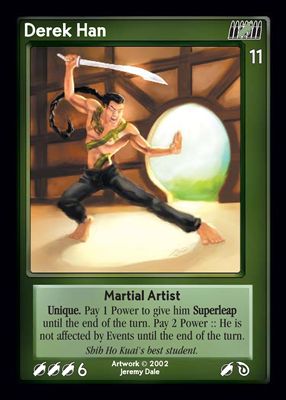 Derek Han
11
Martial Artist
Unique. Pay 1 Power to give him Superleap
until the end of the turn. Pay 2 Power :: He is
not affected by Events until the end of the turn.
Shih Ho Kuai's best student.
6
Artwork © 2002
Jeremy Dale